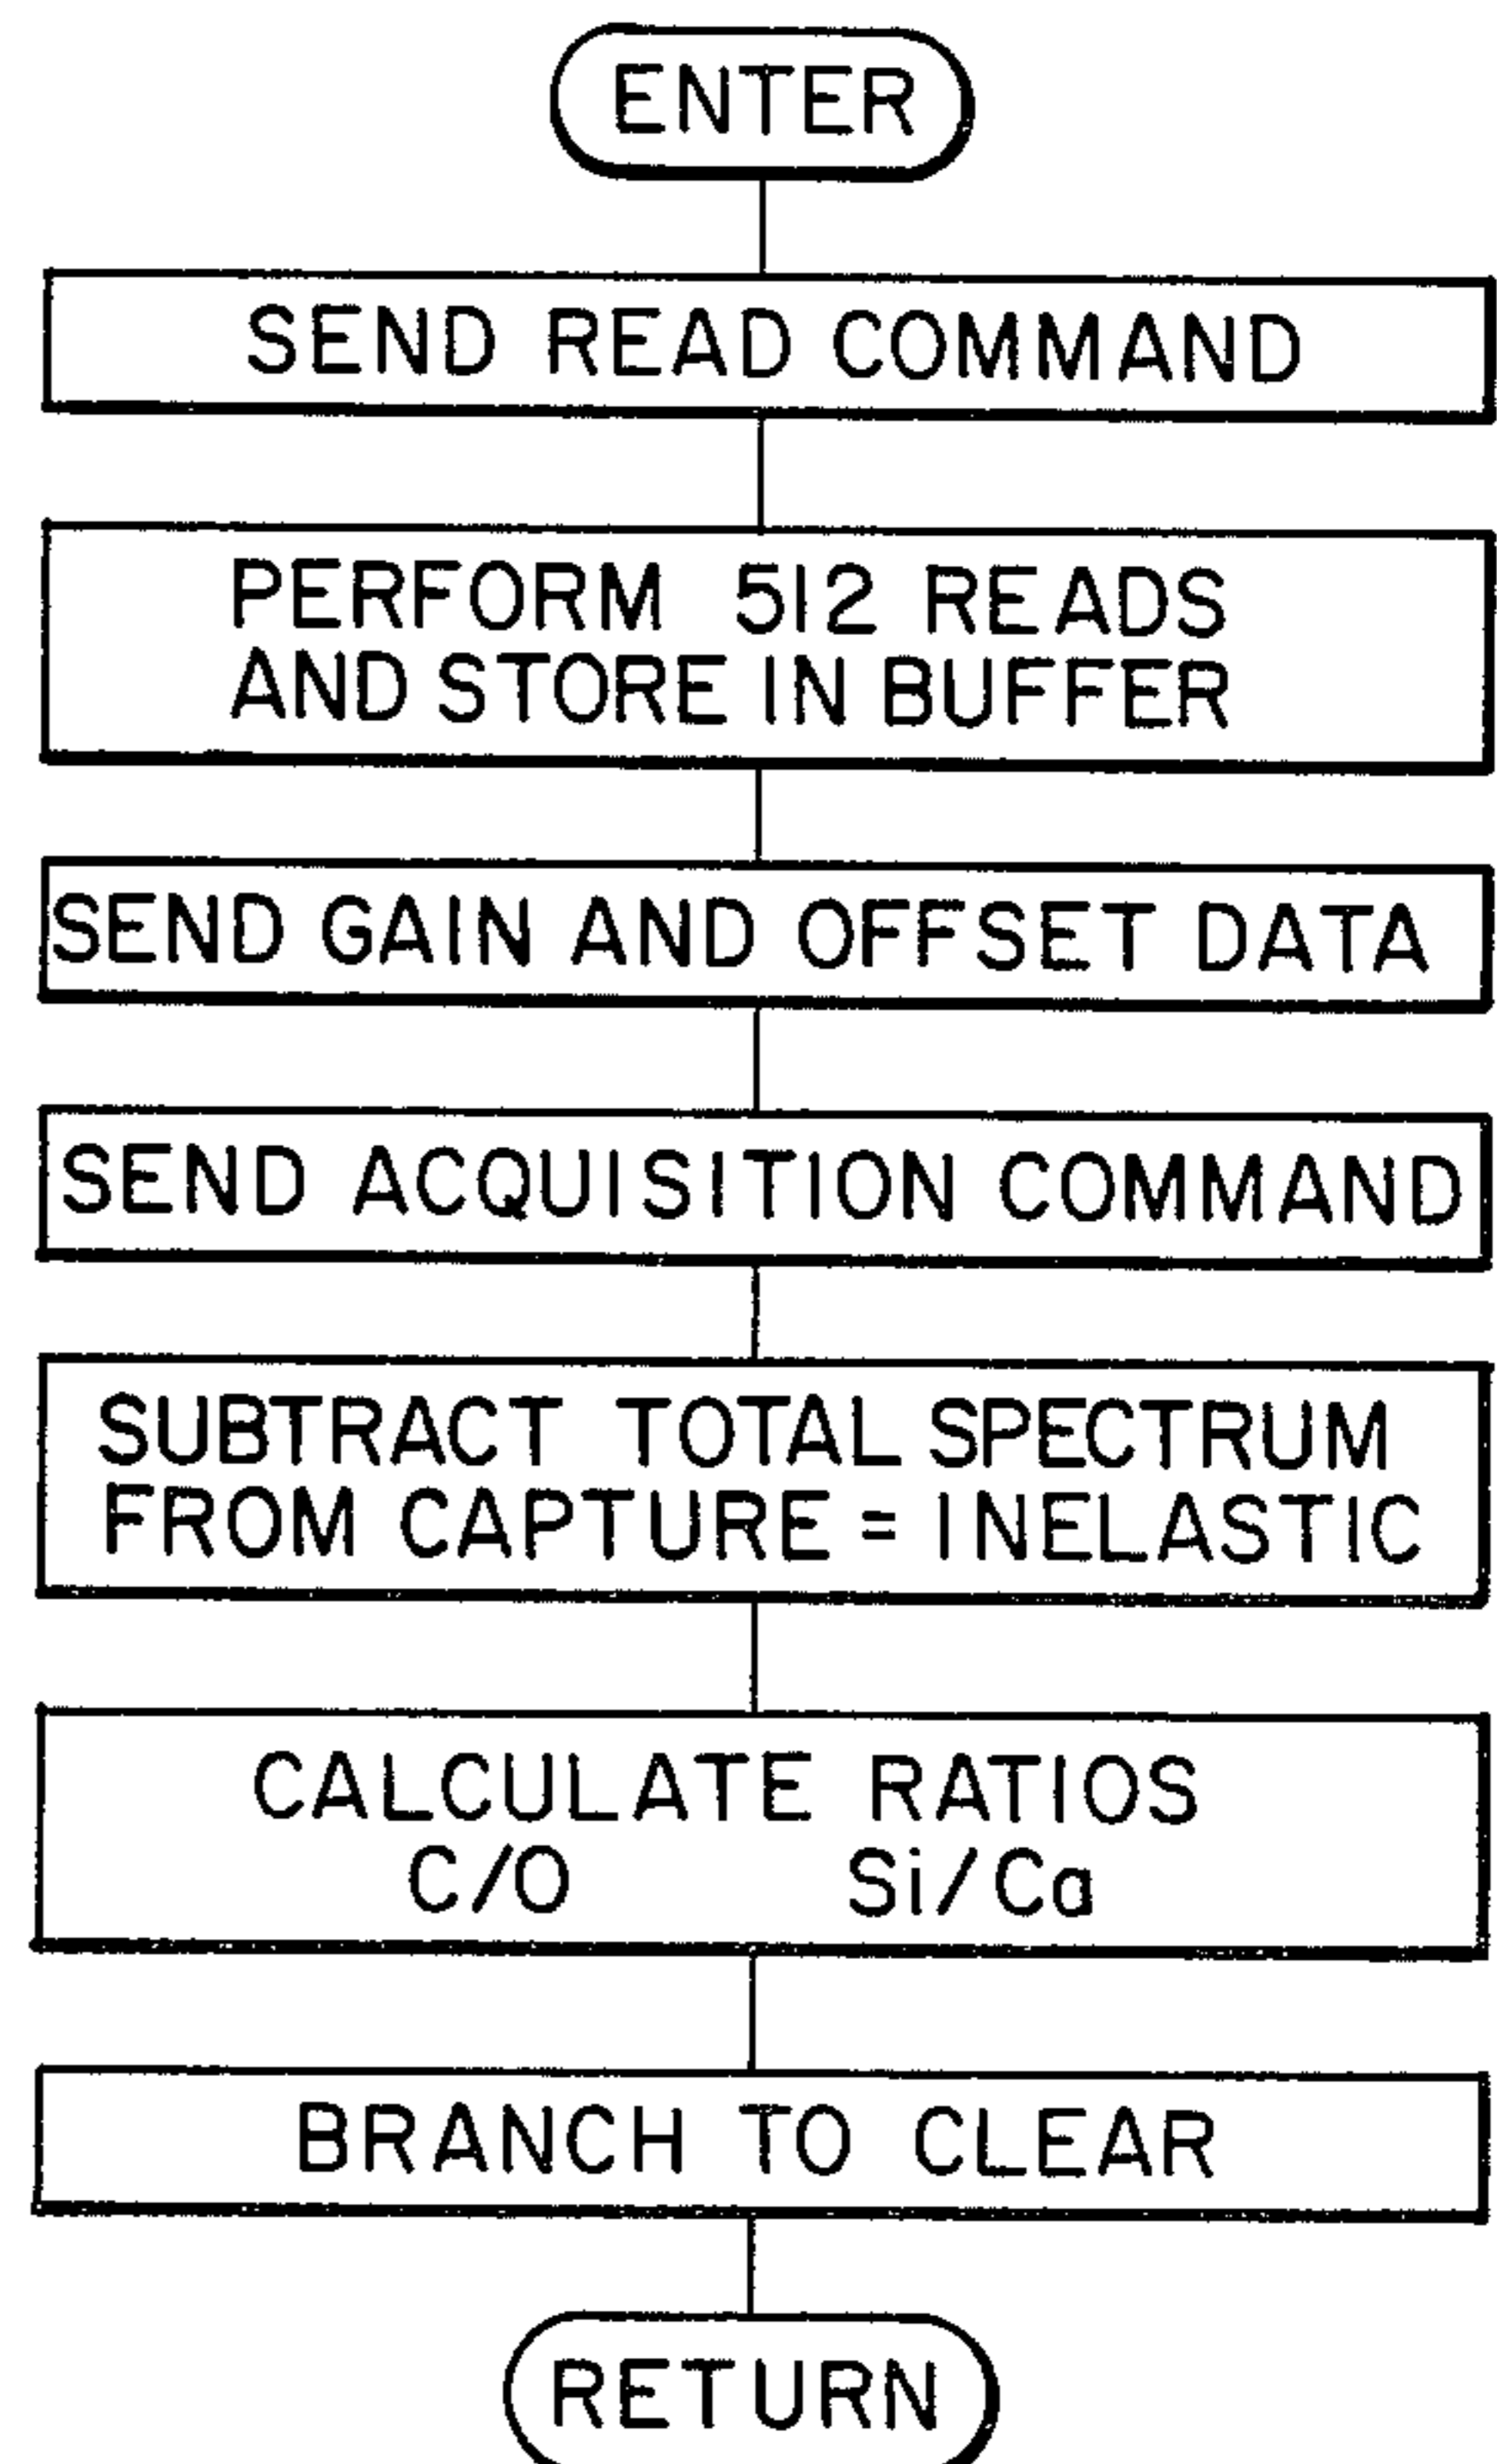 ENTER
SEND READ COMMAND
PERFORM 512 READS
AND STORE IN BUFFER
SEND GAIN AND OFFSET DATA
SEND ACQUISITION COMMAND
SUBTRACT TOTAL SPECTRUM
FROM CAPTURE = INELASTIC
CALCULATE RATIOS
C/O Si/Ca
BRANCH TO CLEAR
RETURN